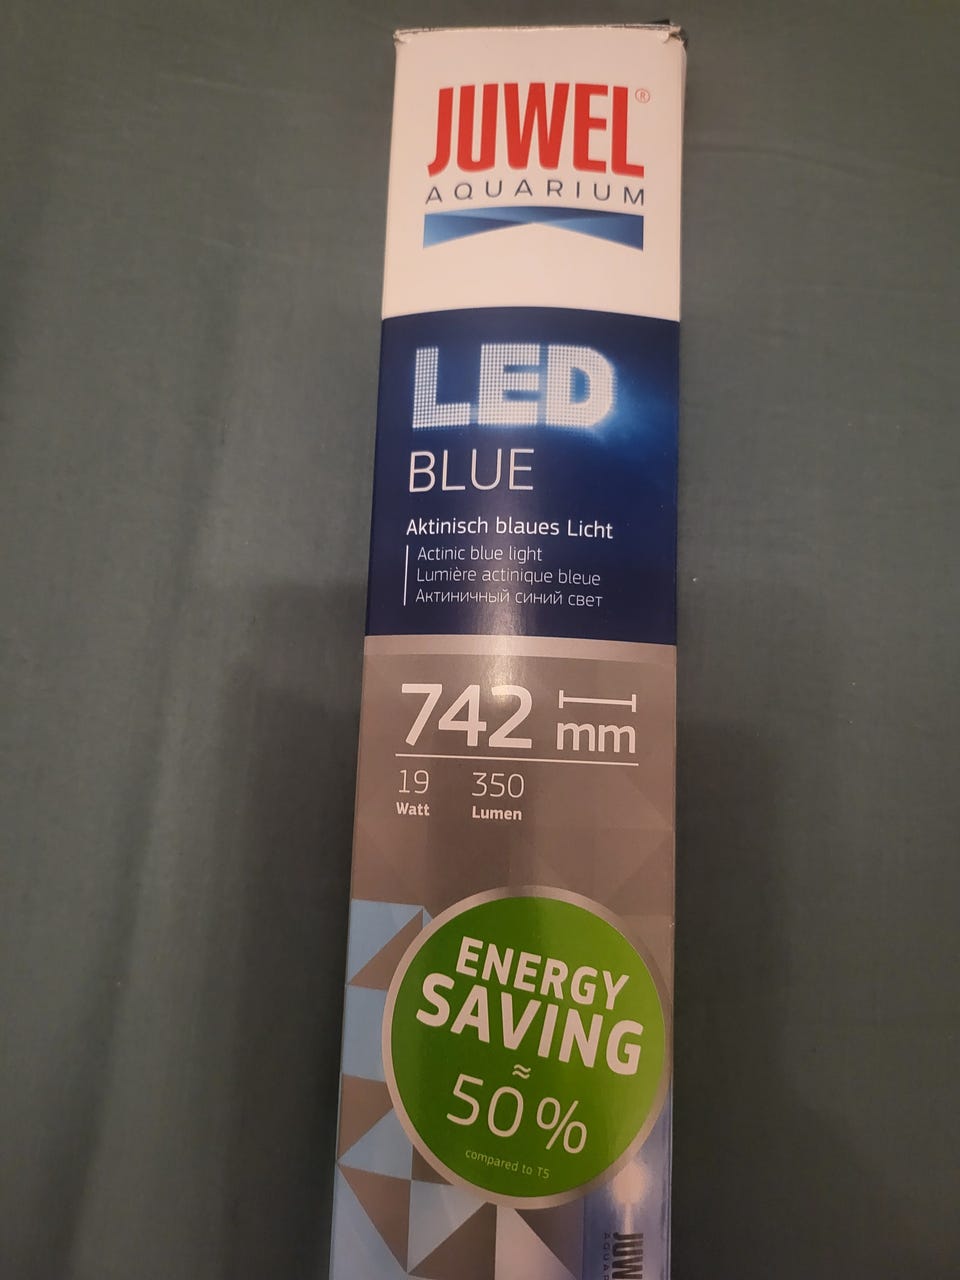 JUWEL®
AQUARIUM
LED
BLUE
Aktinisch blaues Licht
Actinic blue light
Lumière actinique bleue
Актиничный синий свет
742 mm
19 350
Watt Lumen
ENERGY
SAVING
≈
50%
compared to T5